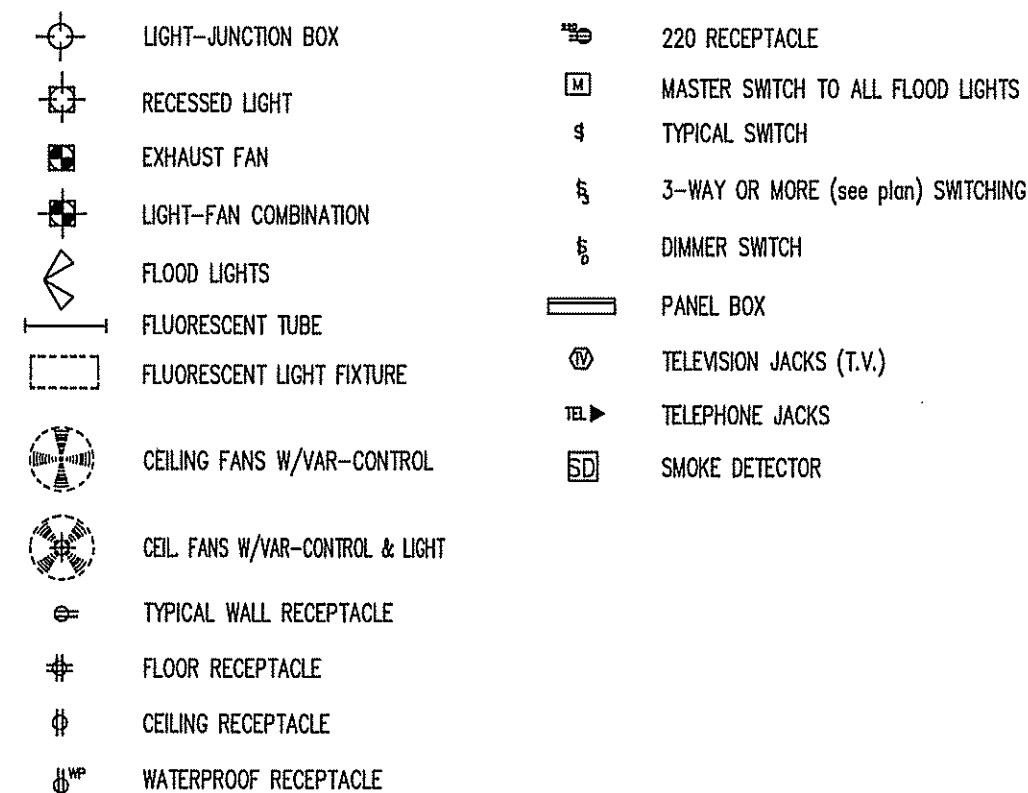 LIGHT-JUNCTION BOX
RECESSED LIGHT
EXHAUST FAN
LIGHT-FAN COMBINATION
FLOOD LIGHTS
FLUORESCENT TUBE
FLUORESCENT LIGHT FIXTURE
CEILING FANS W/VAR-CONTROL
CEIL. FANS W/VAR-CONTROL & LIGHT
TYPICAL WALL RECEPTACLE
FLOOR RECEPTACLE
CEILING RECEPTACLE
WP WATERPROOF RECEPTACLE
220 220 RECEPTACLE
M MASTER SWITCH TO ALL FLOOD LIGHTS
$ TYPICAL SWITCH
$3 3-WAY OR MORE (see plan) SWITCHING
$D DIMMER SWITCH
PANEL BOX
TV TELEVISION JACKS (T.V.)
TEL TELEPHONE JACKS
SD SMOKE DETECTOR